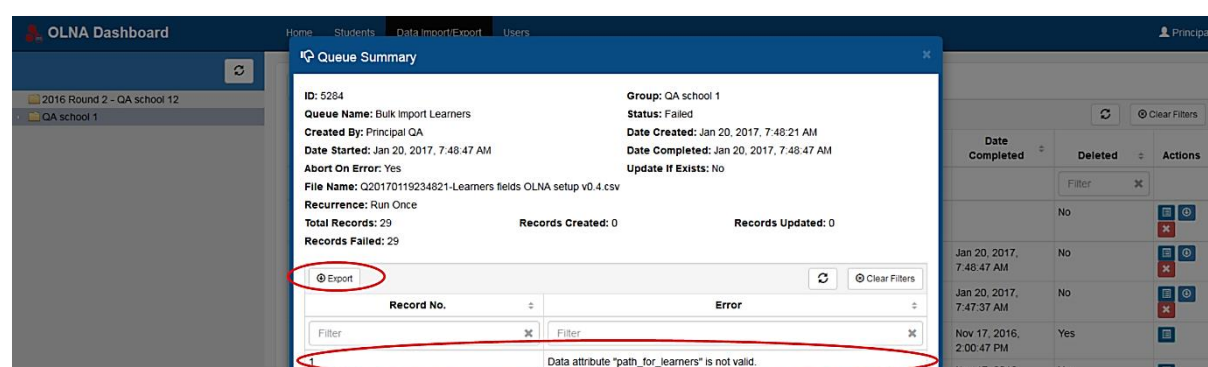 OLNA Dashboard
Home Students Data Import/Export Users
Principa
Queue Summary
2016 Round 2 - QA school 12
QA school 1
ID: 5284 Group: QA school 1
Queue Name: Bulk Import Learners Status: Failed
Created By: Principal QA Date Created: Jan 20, 2017, 7:48:21 AM
Date Started: Jan 20, 2017, 7:48:47 AM Date Completed: Jan 20, 2017, 7:48:47 AM
Abort On Error: Yes Update If Exists: No
File Name: Q20170119234821-Learners fields OLNA setup v0.4.csv
Recurrence: Run Once
Total Records: 29 Records Created: 0 Records Updated: 0
Records Failed: 29
Export Clear Filters
Record No. Error
Filter Filter
1 Data attribute "path_for_learners" is not valid.
Clear Filters
Date Completed Deleted Actions
Filter
No
Jan 20, 2017, No
7:48:47 AM
Jan 20, 2017, No
7:47:37 AM
Nov 17, 2016, Yes
2:00:47 PM